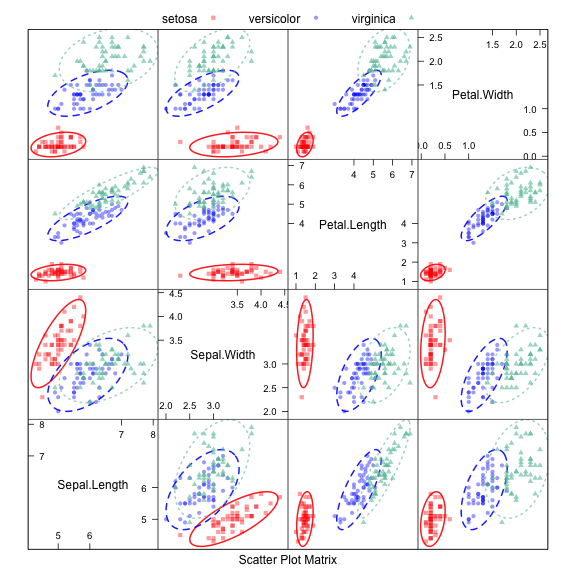 setosa versicolor virginica
2.5 1.5 2.0 2.5
2.0
1.5
Petal.Width
1.0
0.5
0.0 1.0 0.0
7 4 5 6 7
6
5
4
Petal.Length
4
3
2
1 2 3 4 1
4.5 3.5 4.0 4.5
4.0
3.5
Sepal.Width
3.0
2.5
2.0 2.5 3.0 2.0
8 7 8
7
Sepal.Length
6
5 6 5
Scatter Plot Matrix